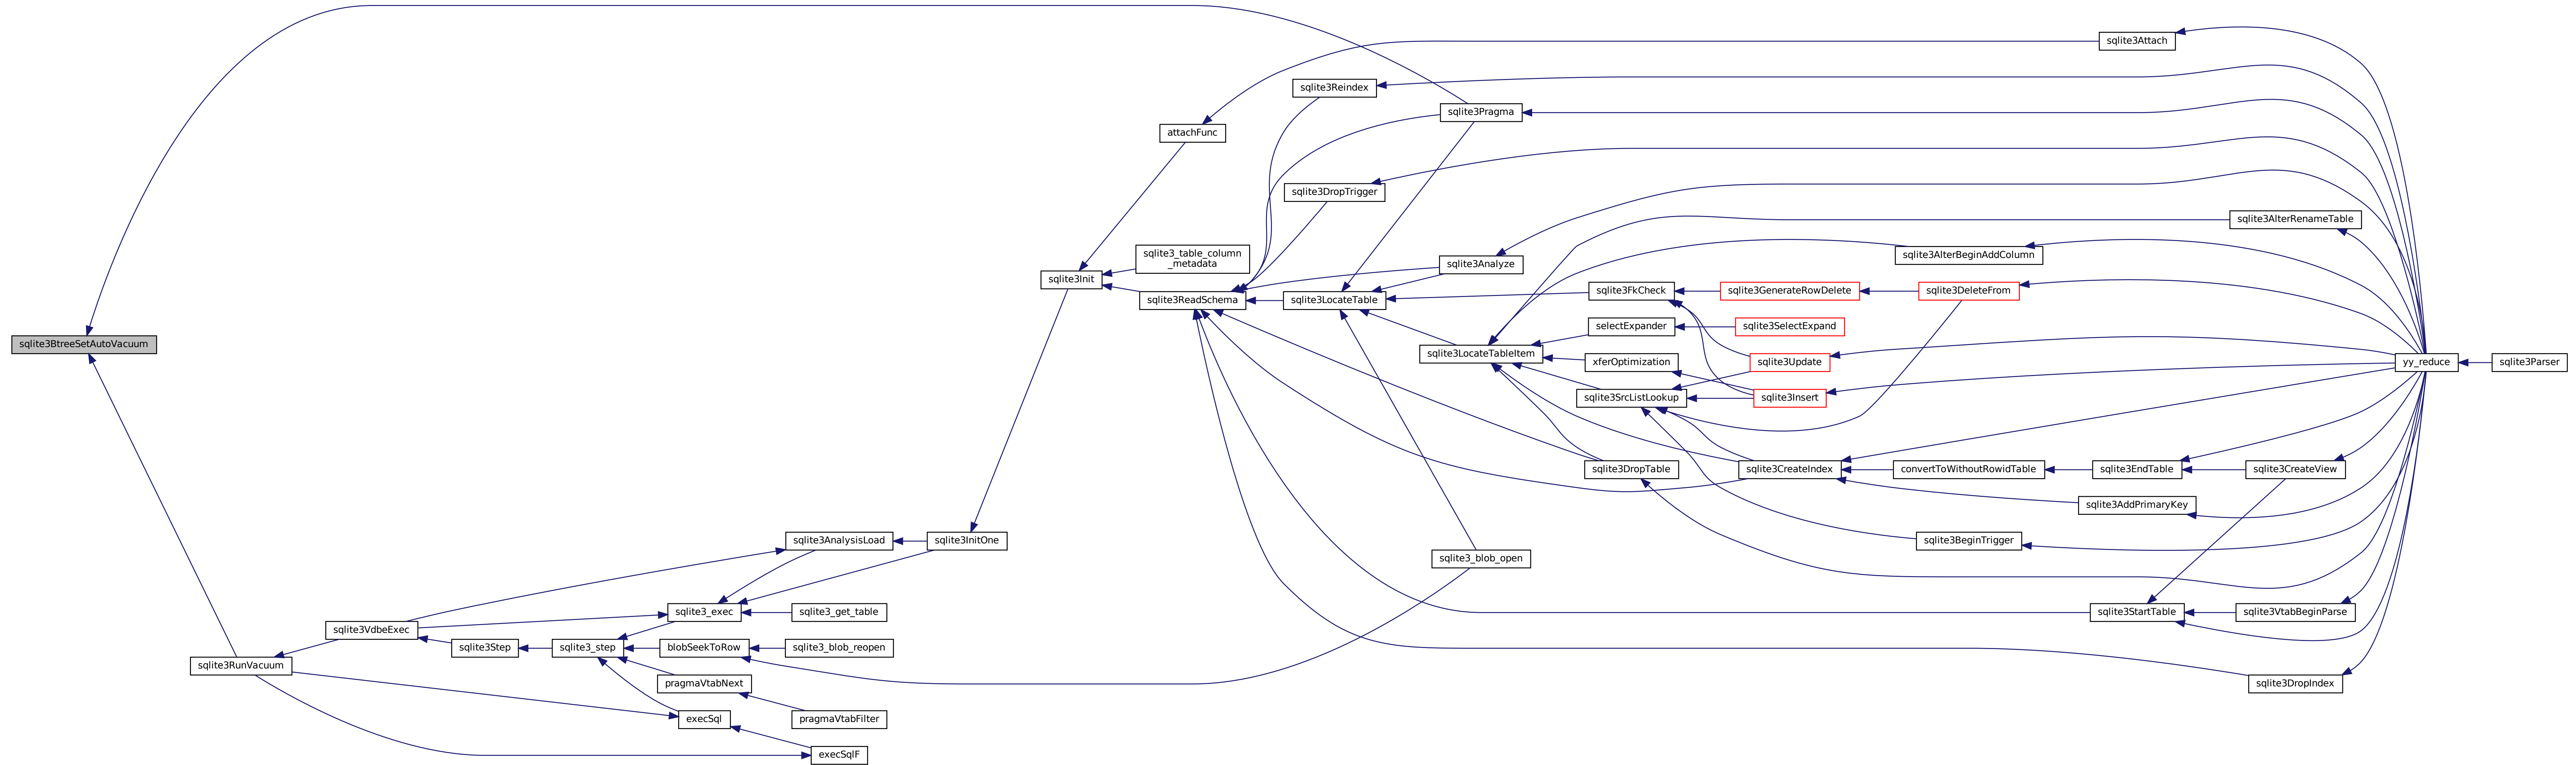 sqlite3BtreeSetAutoVacuum
sqlite3RunVacuum
sqlite3VdbeExec
sqlite3Step
sqlite3_step
sqlite3_exec
blobSeekToRow
pragmaVtabNext
execSql
sqlite3AnalysisLoad
sqlite3_get_table
sqlite3_blob_reopen
pragmaVtabFilter
execSqlF
sqlite3InitOne
sqlite3Init
attachFunc
sqlite3_table_column
_metadata
sqlite3ReadSchema
sqlite3Reindex
sqlite3DropTrigger
sqlite3LocateTable
sqlite3Pragma
sqlite3Analyze
sqlite3LocateTableItem
sqlite3_blob_open
sqlite3FkCheck
selectExpander
xferOptimization
sqlite3SrcListLookup
sqlite3DropTable
sqlite3GenerateRowDelete
sqlite3SelectExpand
sqlite3Update
sqlite3Insert
sqlite3CreateIndex
sqlite3AlterBeginAddColumn
sqlite3DeleteFrom
convertToWithoutRowidTable
sqlite3BeginTrigger
sqlite3Attach
sqlite3EndTable
sqlite3AddPrimaryKey
sqlite3StartTable
sqlite3AlterRenameTable
sqlite3CreateView
sqlite3VtabBeginParse
sqlite3DropIndex
yy_reduce
sqlite3Parser